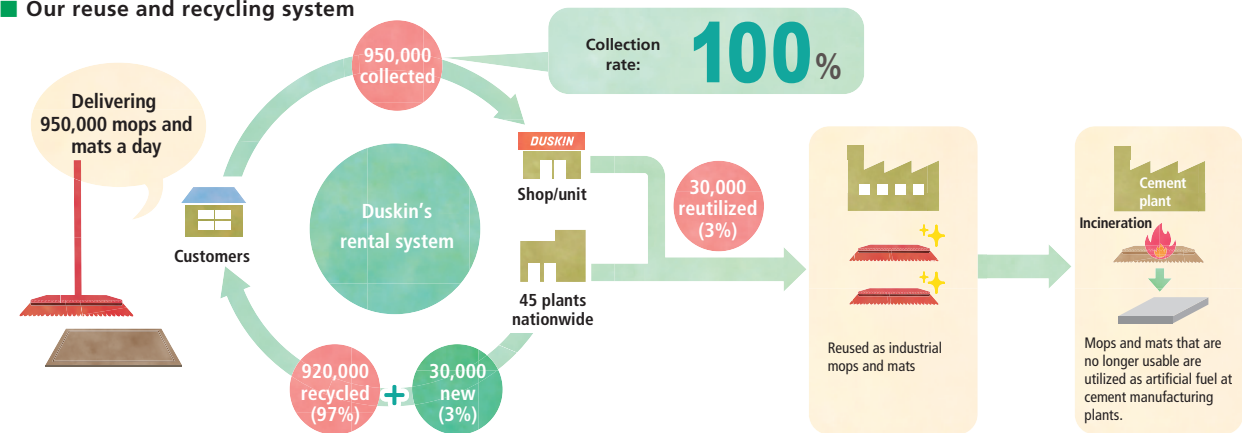 Our reuse and recycling system
950,000
collected
Collection
rate:
100%
Delivering
950,000 mops and
mats a day
Customers
Duskin's
rental system
DUSKIN
Shop/unit
45 plants
nationwide
920,000
recycled
(97%)
+
30,000
new
(3%)
30,000
reutilized
(3%)
Reused as industrial
mops and mats
Cement
plant
Incineration
Mops and mats that are
no longer usable are
utilized as artificial fuel at
cement manufacturing
plants.